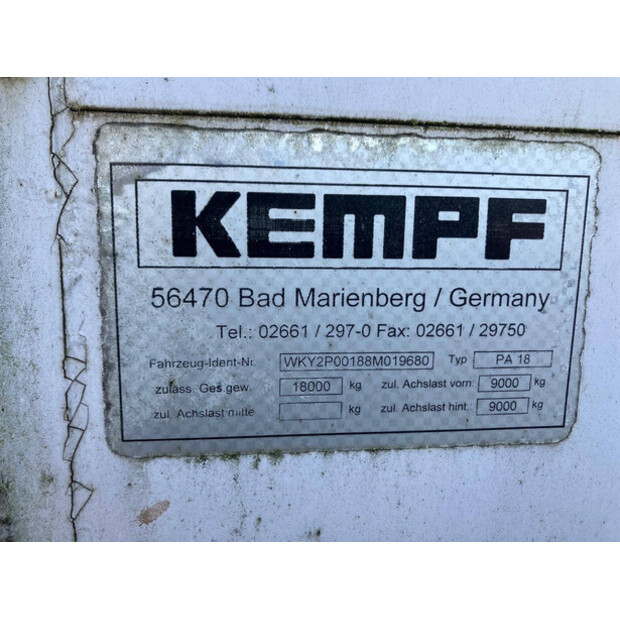 KEMPF
56470 Bad Marienberg / Germany
Tel.: 02661 / 297-0 Fax: 02661 / 29750
Fahrzeug-Ident-Nr. WKY2P00188M019680 Typ PA 18
zulass. Ges.gew. 18000 kg zul. Achslast vorn: 9000 kg
zul. Achslast mitte kg zul. Achslast hint.: 9000 kg